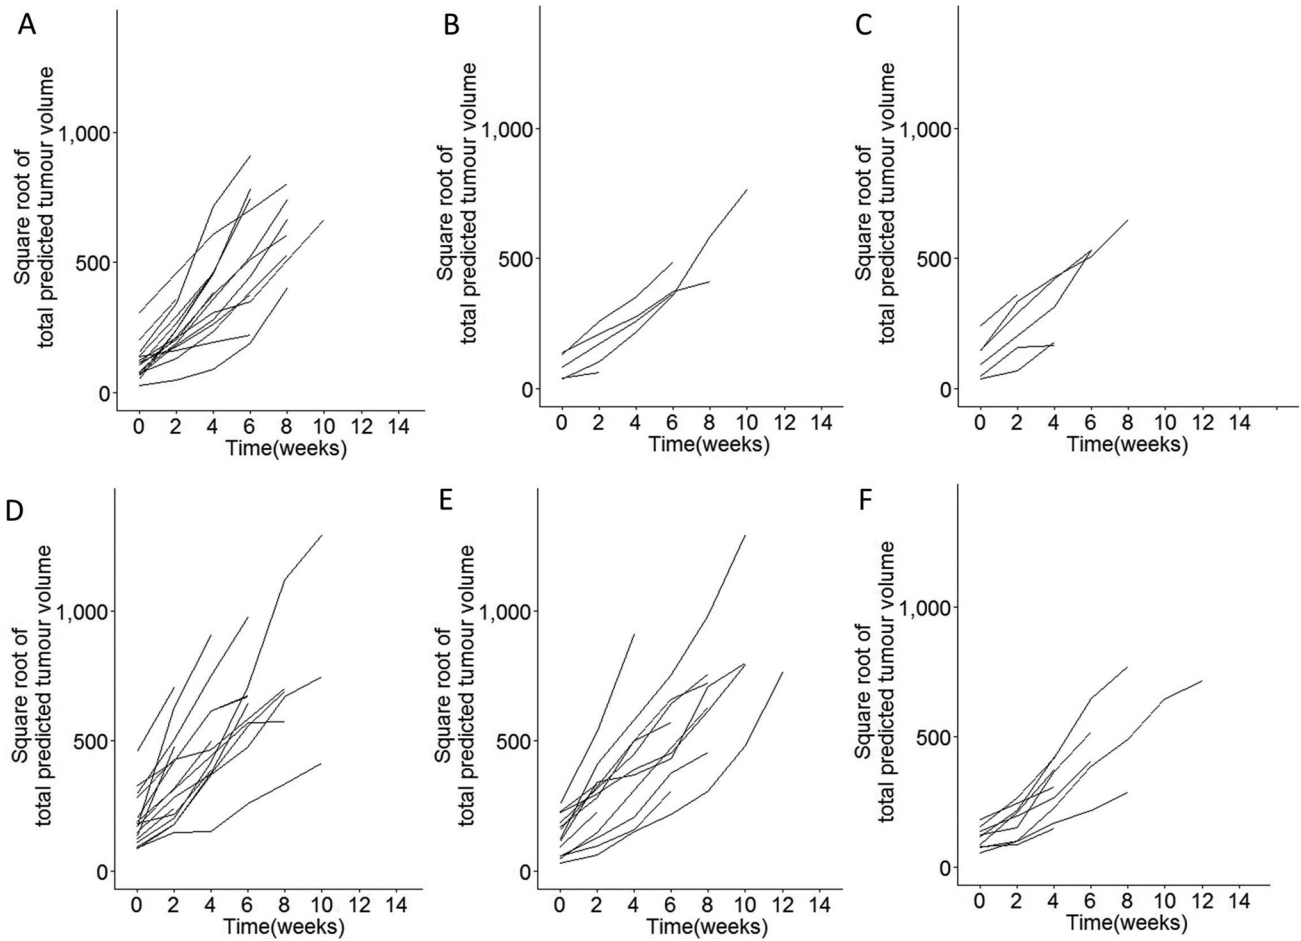 A
Square root of
total predicted tumour volume
1,000
500
0
0 2 4 6 8 10 12 14
Time(weeks)
B
Square root of
total predicted tumour volume
1,000
500
0
0 2 4 6 8 10 12 14
Time(weeks)
C
Square root of
total predicted tumour volume
1,000
500
0
0 2 4 6 8 10 12 14
Time(weeks)
D
Square root of
total predicted tumour volume
1,000
500
0
0 2 4 6 8 10 12 14
Time(weeks)
E
Square root of
total predicted tumour volume
1,000
500
0
0 2 4 6 8 10 12 14
Time(weeks)
F
Square root of
total predicted tumour volume
1,000
500
0
0 2 4 6 8 10 12 14
Time(weeks)